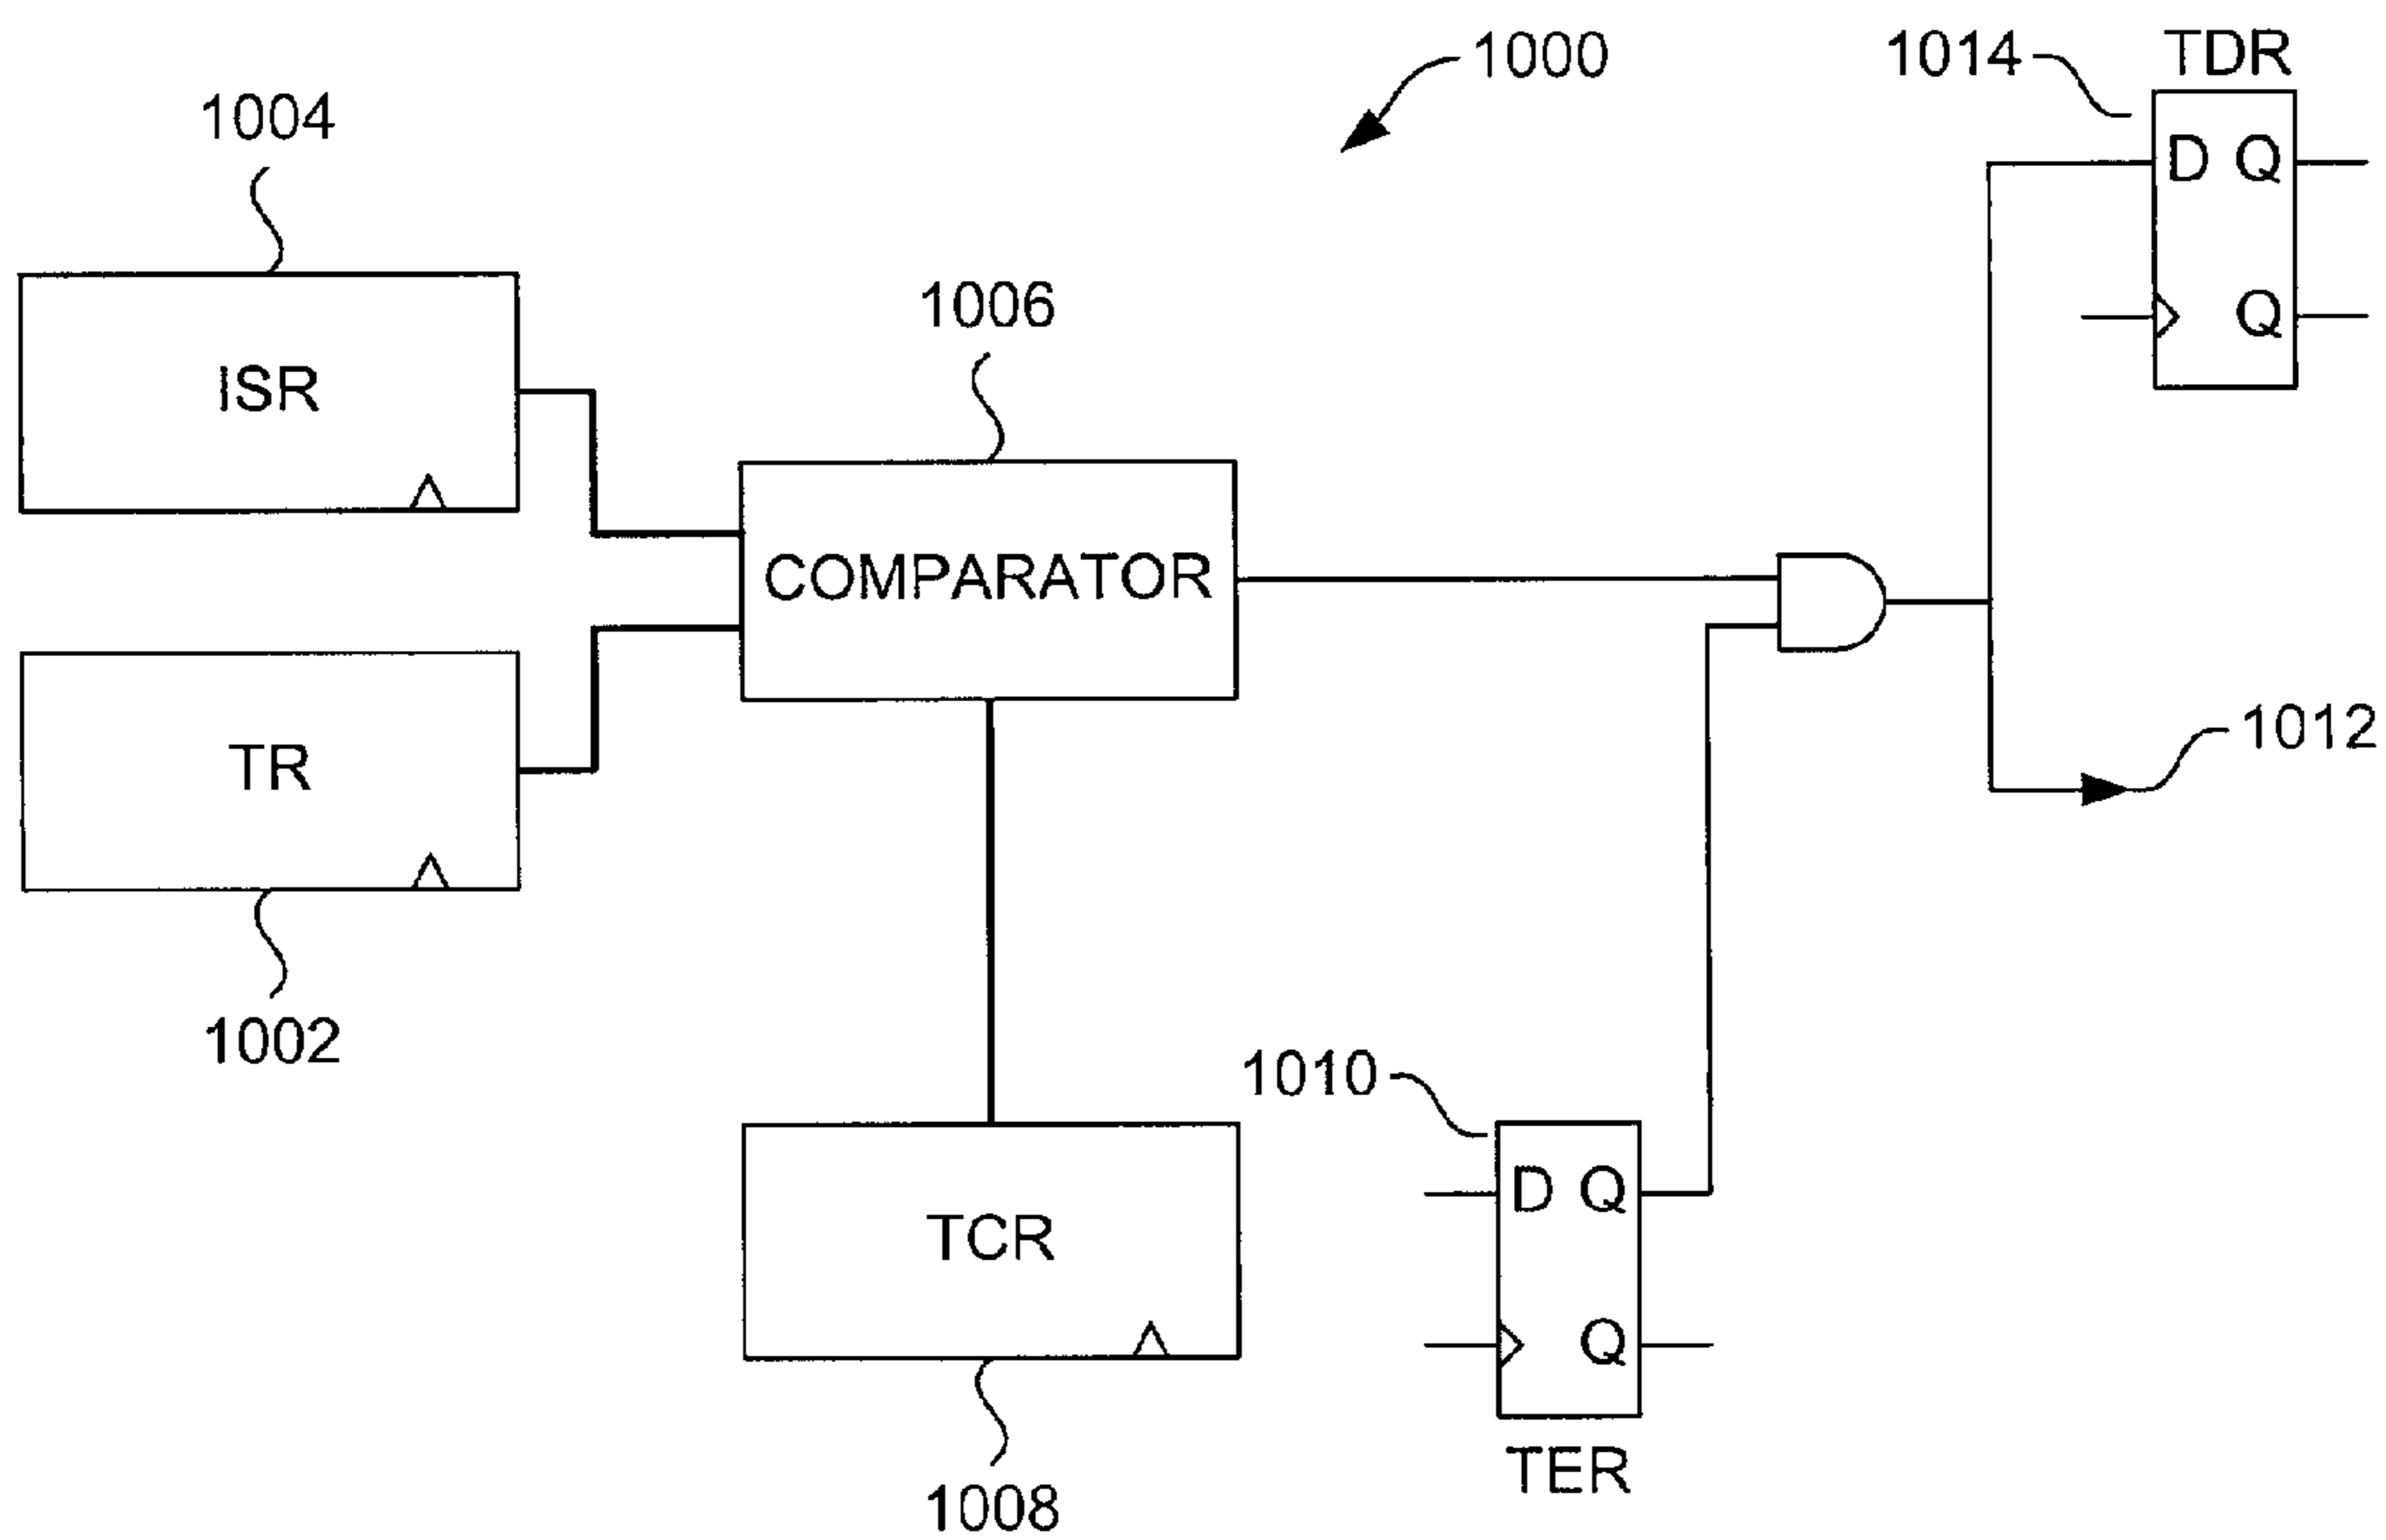 1000
1014
TDR
D Q
Q
1004
ISR
1006
COMPARATOR
TR
1002
1012
TCR
1008
1010
D Q
Q
TER